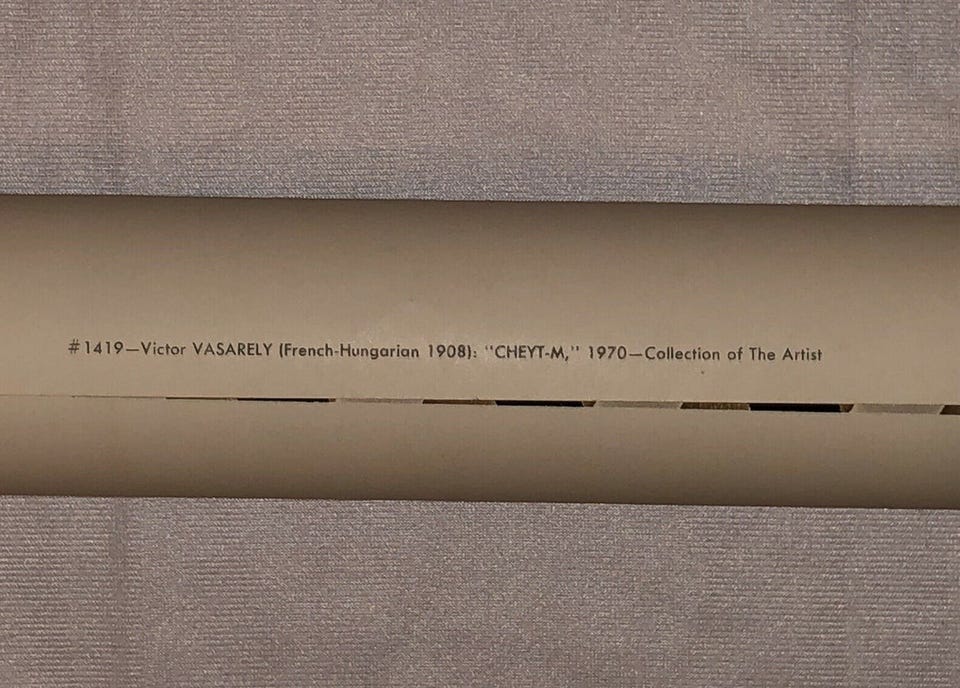 #1419—Victor VASARELY (French-Hungarian 1908): "CHEYT-M," 1970—Collection of The Artist